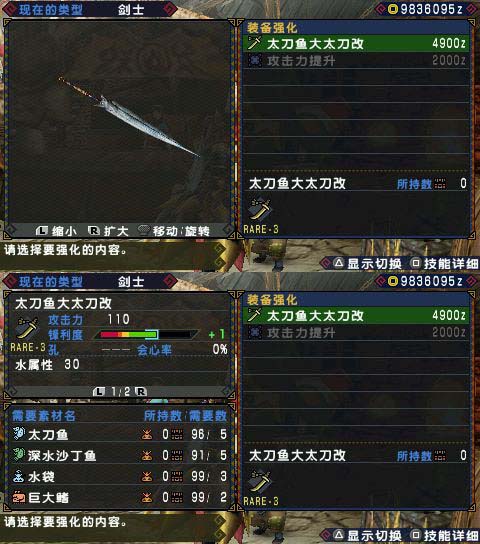 现在的类型 剑士
9836095z
装备强化
太刀鱼大太刀改 4900z
攻击力提升 2000z
太刀鱼大太刀改 所持数 0
RARE-3
L 缩小 R 扩大 移动/旋转
请选择要强化的内容。
△ 显示切换 □ 技能详细
现在的类型 剑士
9836095z
太刀鱼大太刀改
攻击力 110
锋利度 +1
RARE-3
孔 --- 会心率 0%
水属性 30
L 1/2 R
需要素材名 所持数 需要数
太刀鱼 0 96/ 5
深水沙丁鱼 0 91/ 5
水袋 0 99/ 3
巨大鳍 0 99/ 2
请选择要强化的内容。
装备强化
太刀鱼大太刀改 4900z
攻击力提升 2000z
太刀鱼大太刀改 所持数 0
RARE-3
△ 显示切换 □ 技能详细